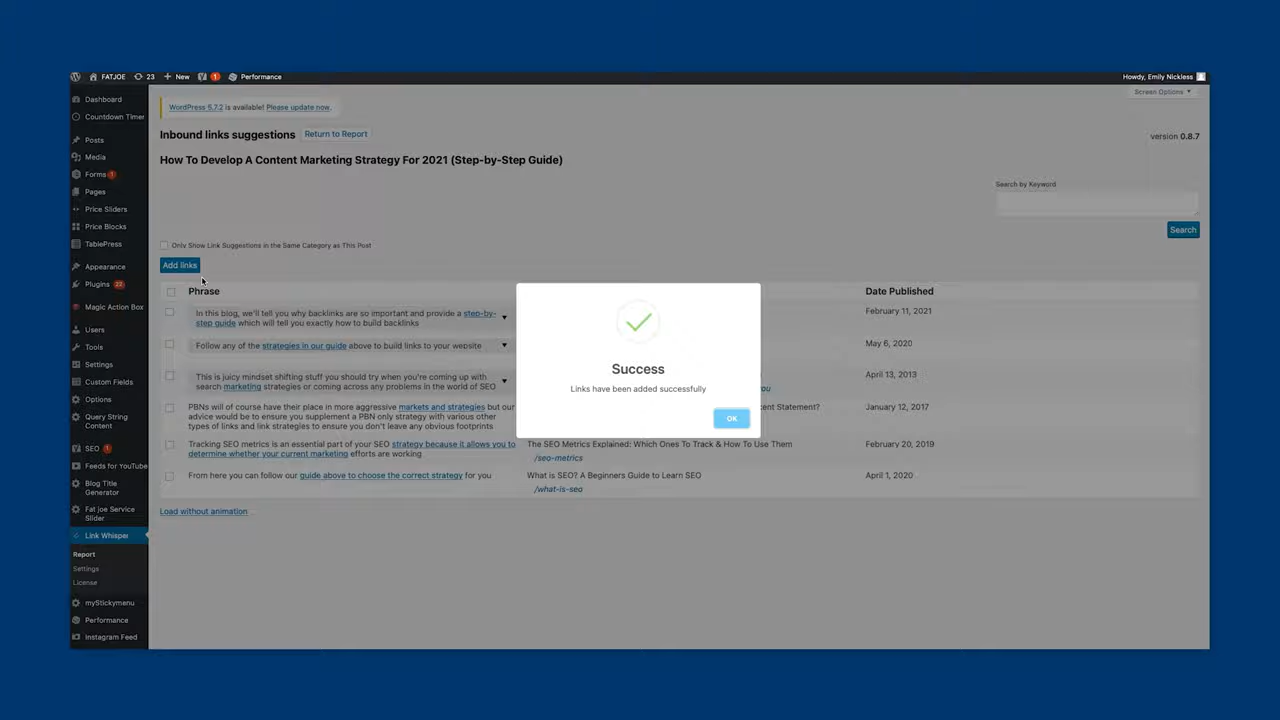 FATJOE 23 New 1 Performance Howdy, Emily Nickless
Screen Options
Dashboard
Countdown Timer
Posts
Media
Forms 1
Pages
Price Sliders
Price Blocks
TablePress
Appearance
Plugins 22
Magic Action Box
Users
Tools
Settings
Custom Fields
Options
Query String
Content
SEO 1
Feeds for YouTube
Blog Title
Generator
Fat joe Service
Slider
Link Whisper
Report
Settings
License
myStickymenu
Performance
Instagram Feed
WordPress 5.7.2 is available! Please update now.
Inbound links suggestions Return to Report
version 0.8.7
How To Develop A Content Marketing Strategy For 2021 (Step-by-Step Guide)
Search by Keyword
Search
Only Show Link Suggestions in the Same Category as This Post
Add links
Phrase
Date Published
In this blog, we'll tell you why backlinks are so important and provide a step-by-
step guide which will tell you exactly how to build backlinks
February 11, 2021
Follow any of the strategies in our guide above to build links to your website
May 6, 2020
This is juicy mindset shifting stuff you should try when you're coming up with
search marketing strategies or coming across any problems in the world of SEO
April 13, 2013
PBNs will of course have their place in more aggressive markets and strategies but our
advice would be to ensure you supplement a PBN only strategy with various other
types of links and link strategies to ensure you don't leave any obvious footprints
Statement?
January 12, 2017
Tracking SEO metrics is an essential part of your SEO strategy because it allows you to
determine whether your current marketing efforts are working
The SEO Metrics Explained: Which Ones To Track & How To Use Them
/seo-metrics
February 20, 2019
From here you can follow our guide above to choose the correct strategy for you
What is SEO? A Beginners Guide to Learn SEO
/what-is-seo
April 1, 2020
Load without animation
Success
Links have been added successfully
OK